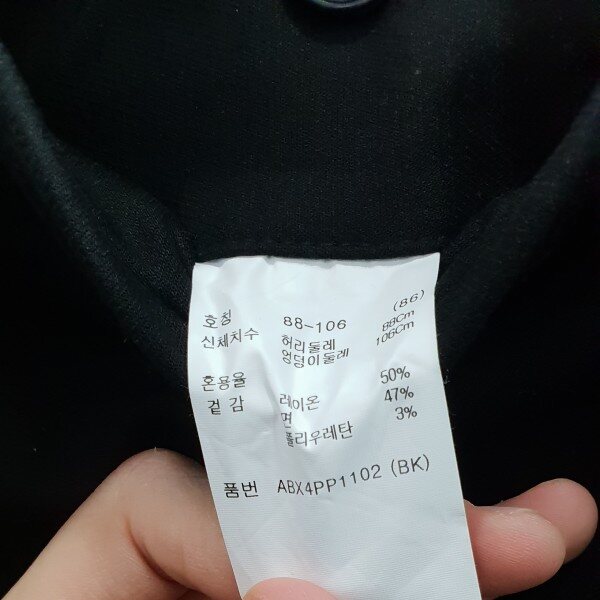 호칭 88-106 (86)
신체치수 허리둘레 88Cm
엉덩이둘레 106Cm
혼용율
겉감 레이온 50%
면 47%
폴리우레탄 3%
품번 ABX4PP1102 (BK)